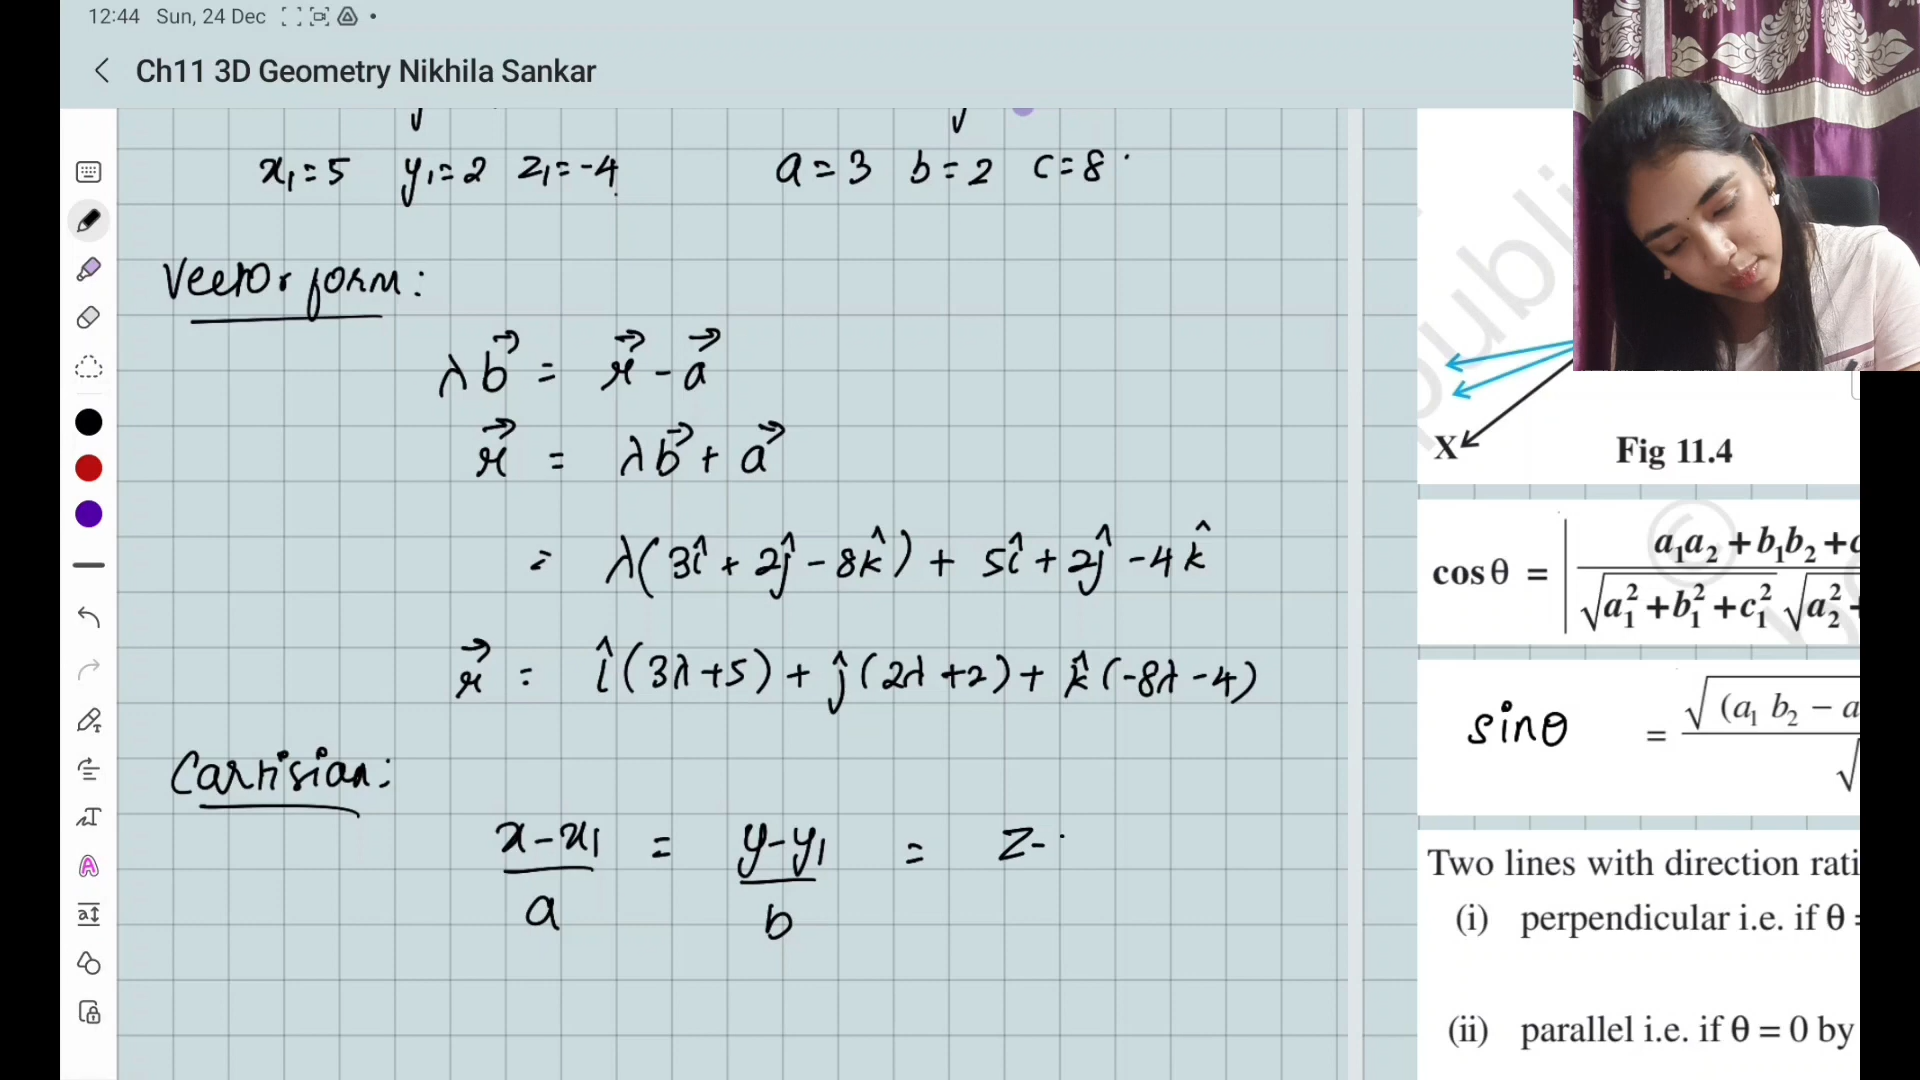 12:44 Sun, 24 Dec
Ch11 3D Geometry Nikhila Sankar
x₁=5 y₁=2 z₁=-4 a=3 b=2 c=8
Vector form:
λb⃗ = r⃗ - a⃗
r⃗ = λb⃗ + a⃗
= λ(3î + 2ĵ - 8k̂) + 5î + 2ĵ - 4k̂
r⃗ = î(3λ+5) + ĵ(2λ+2) + k̂(-8λ-4)
Cartisian:
(x-x₁)/a = (y-y₁)/b = z-
publi
X
Fig 11.4
cosθ = | (a₁a₂ + b₁b₂ + c) / (√(a₁² + b₁² + c₁²) √(a₂² +
sinθ = √(a₁ b₂ − a / √
Two lines with direction rati
(i) perpendicular i.e. if θ =
(ii) parallel i.e. if θ = 0 by